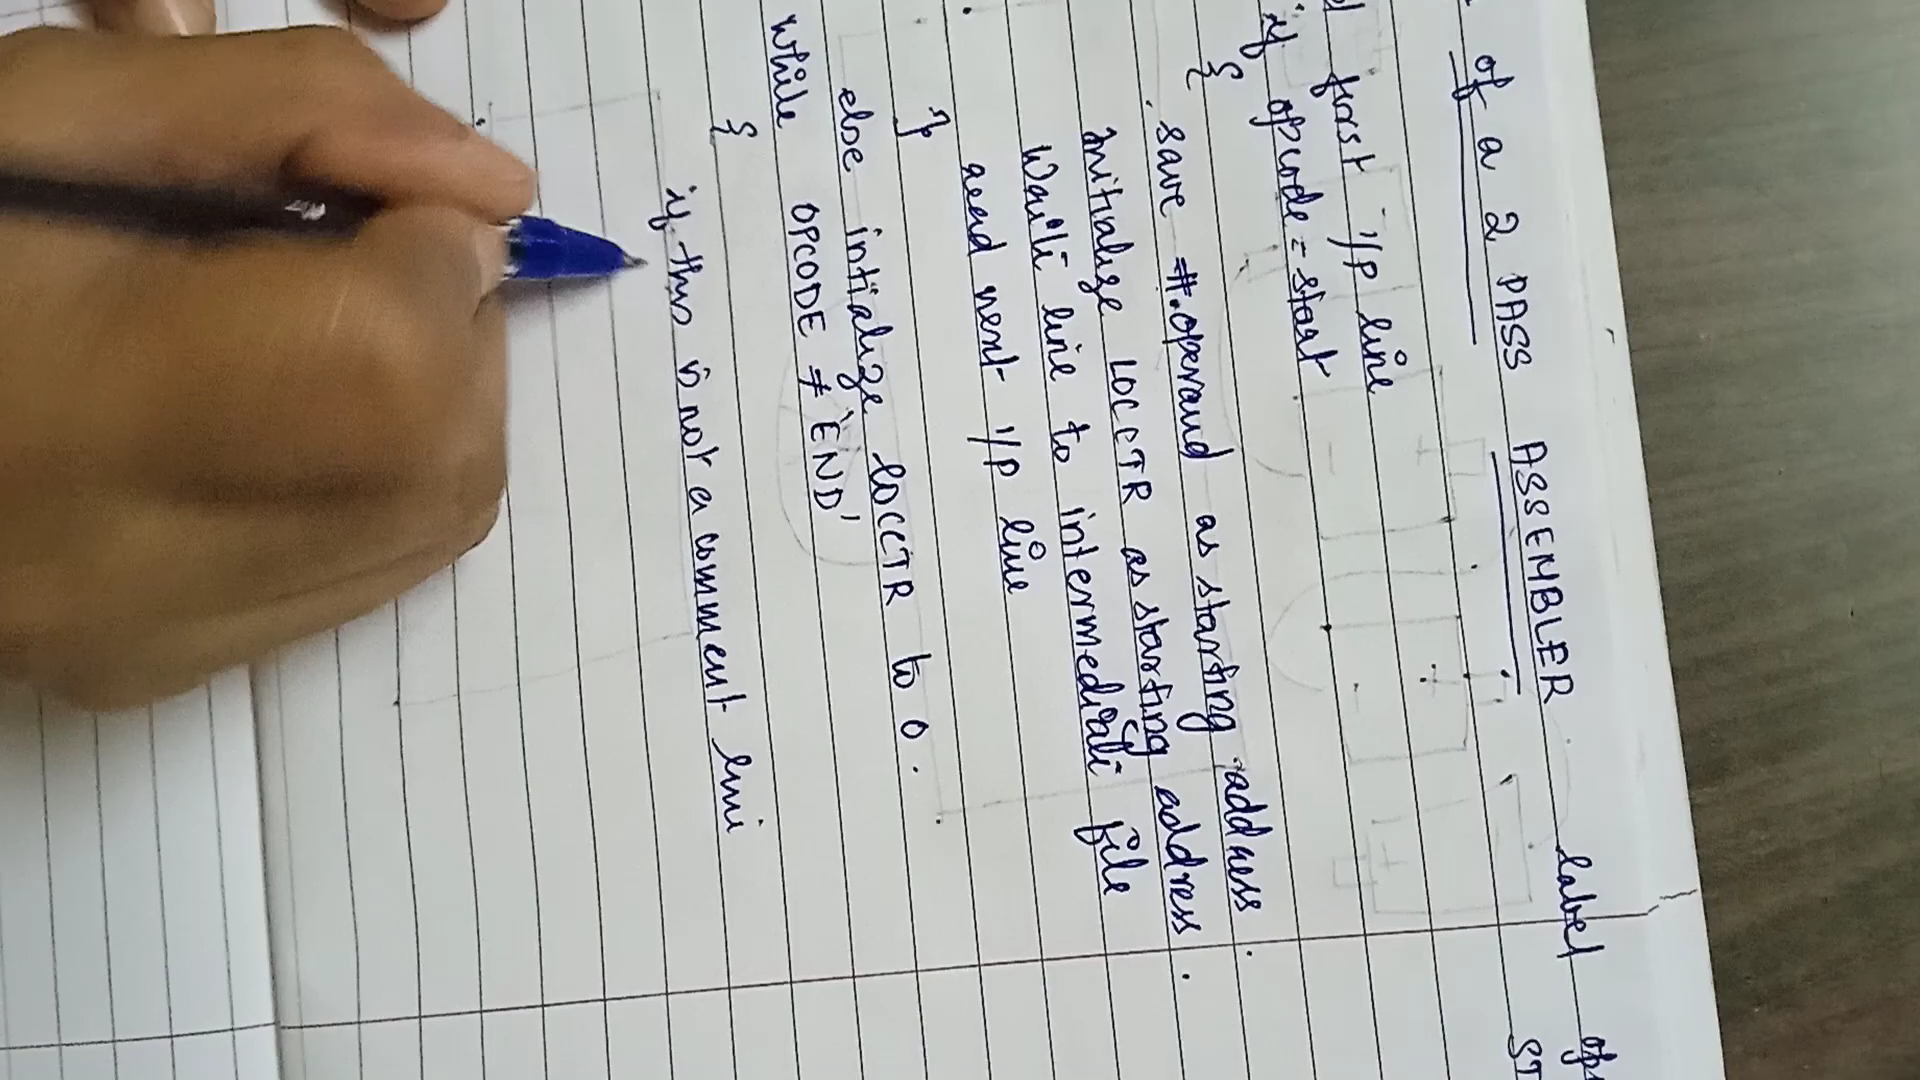 of a 2 PASS ASSEMBLER label
first i/p line
if opcode = start
{
save #.operand as starting address.
initialize LOCCTR as starting address.
Write line to intermediate file
read next i/p line
}
else intialize LOCCTR to 0.
while OPCODE ≠ 'END'
{
if this is not a comment line